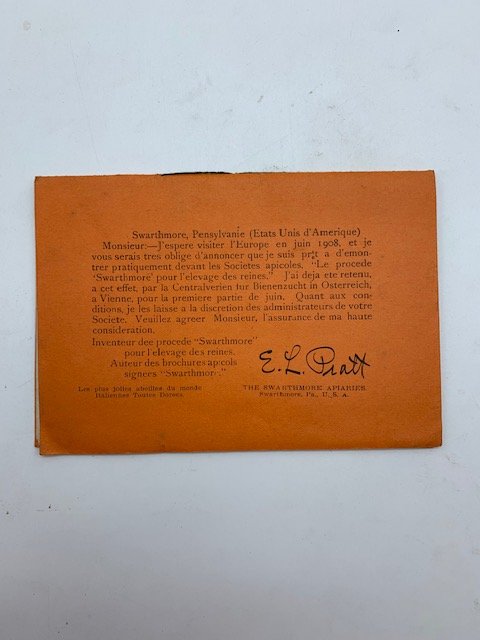 Swarthmore, Pensylvanie (Etats Unis d'Amerique)
Monsieur:—J'espere visiter l'Europe en juin 1908, et je
vous serais tres oblige d'annoncer que je suis prêt a d'emon-
trer pratiquement devant les Societes apicoles. "Le procede
'Swarthmore' pour l'elevage des reines." J'ai deja ete retenu,
a cet effet, par la Centralverien fur Bienenzucht in Osterreich,
a Vienne, pour la premiere partie de juin. Quant aux con-
ditions, je les laisse a la discretion des administrateurs de votre
Societe. Veuillez agreer Monsieur, l'assurance de ma haute
consideration.
Inventeur dee procede "Swarthmore"
pour l'elevage des reines.
Auteur des brochures apicols
signees "Swarthmore."
E. L. Pratt
Les plus jolies abeilles du monde
Italiennes Toutes Dorees
THE SWARTHMORE APIARIES.
Swarthmore, Pa., U. S. A.